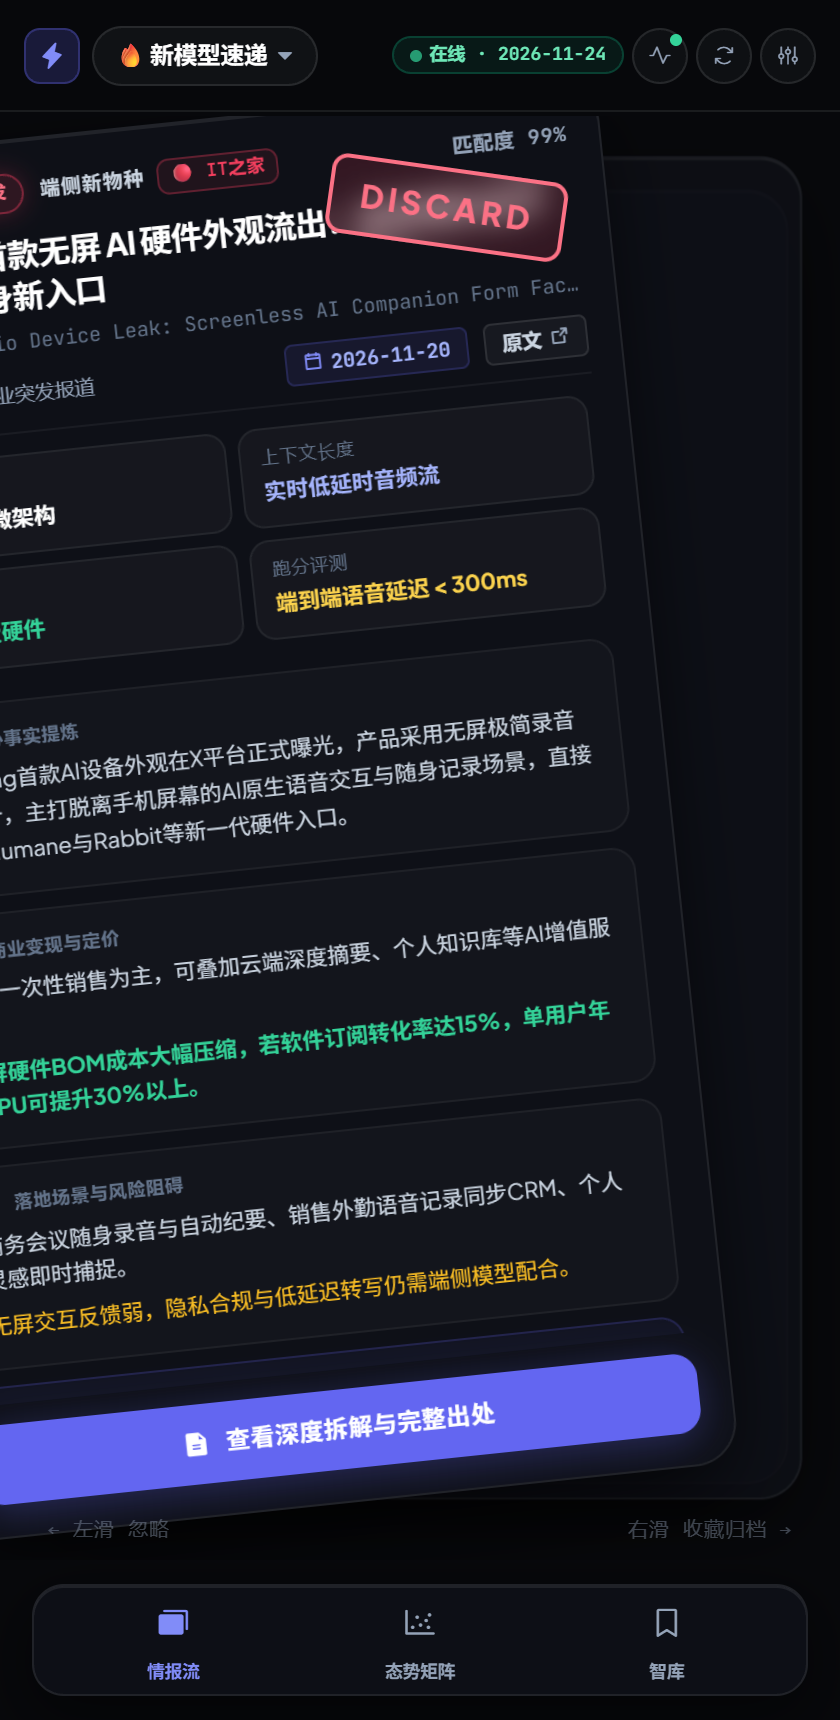 🔥 新模型速递
在线 · 2026-11-24
匹配度 99%
端侧新物种
IT之家
DISCARD
首款无屏 AI 硬件外观流出
身新入口
io Device Leak: Screenless AI Companion Form Fac…
业突发报道
2026-11-20
原文
微架构
上下文长度
实时低延时音频流
硬件
跑分评测
端到端语音延迟 < 300ms
事实提炼
ng首款AI设备外观在X平台正式曝光，产品采用无屏极简录音
，主打脱离手机屏幕的AI原生语音交互与随身记录场景，直接
umane与Rabbit等新一代硬件入口。
商业变现与定价
一次性销售为主，可叠加云端深度摘要、个人知识库等AI增值服
屏硬件BOM成本大幅压缩，若软件订阅转化率达15%，单用户年
PU可提升30%以上。
落地场景与风险阻碍
商务会议随身录音与自动纪要、销售外勤语音记录同步CRM、个人
灵感即时捕捉。
无屏交互反馈弱，隐私合规与低延迟转写仍需端侧模型配合。
查看深度拆解与完整出处
← 左滑 忽略
右滑 收藏归档 →
情报流
态势矩阵
智库